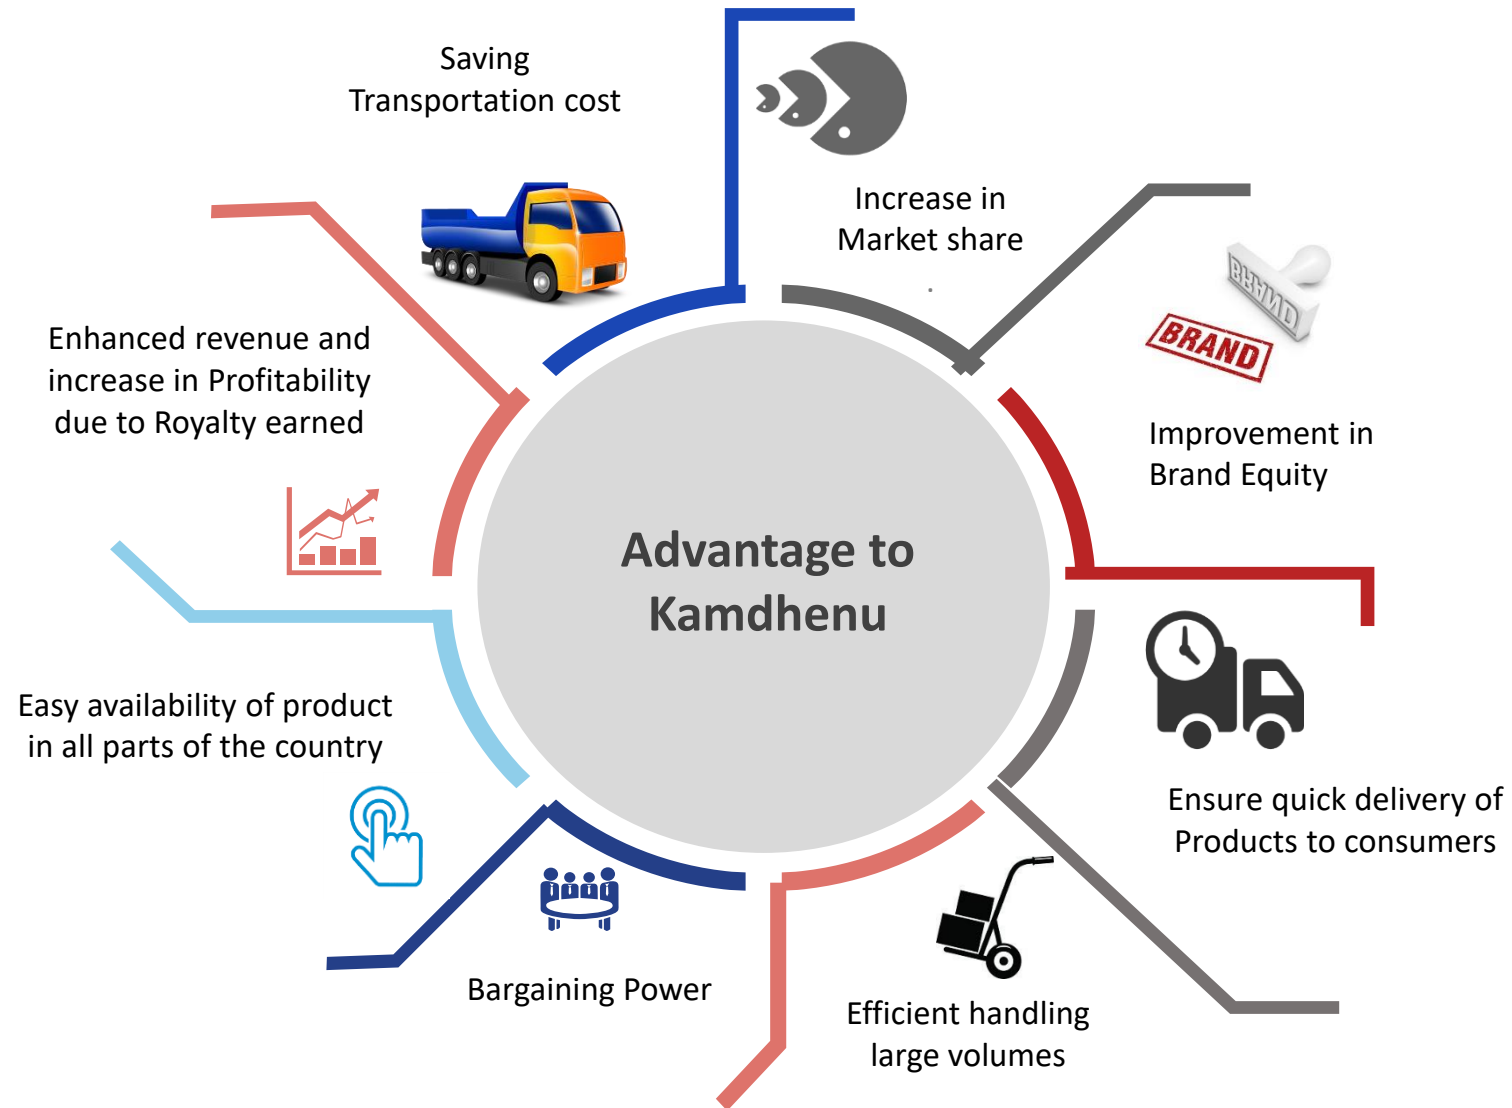 Saving
Transportation cost
Increase in
Market share
.
BRAND
BRAND
Improvement in
Brand Equity
Enhanced revenue and
increase in Profitability
due to Royalty earned
Advantage to
Kamdhenu
Easy availability of product
in all parts of the country
Ensure quick delivery of
Products to consumers
Bargaining Power
Efficient handling
large volumes